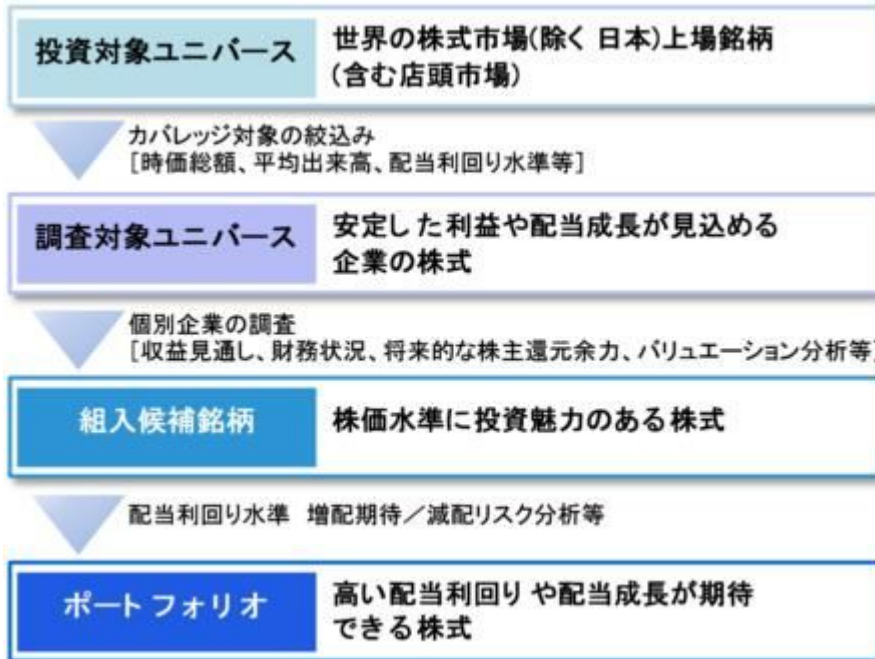 投資対象ユニバース
世界の株式市場(除く 日本)上場銘柄
(含む店頭市場)
カバレッジ対象の絞込み
[時価総額、平均出来高、配当利回り水準等]
調査対象ユニバース
安定した利益や配当成長が見込める
企業の株式
個別企業の調査
[収益見通し、財務状況、将来的な株主還元余力、バリュエーション分析等]
組入候補銘柄
株価水準に投資魅力のある株式
配当利回り水準 増配期待/減配リスク分析等
ポートフォリオ
高い配当利回りや配当成長が期待
できる株式